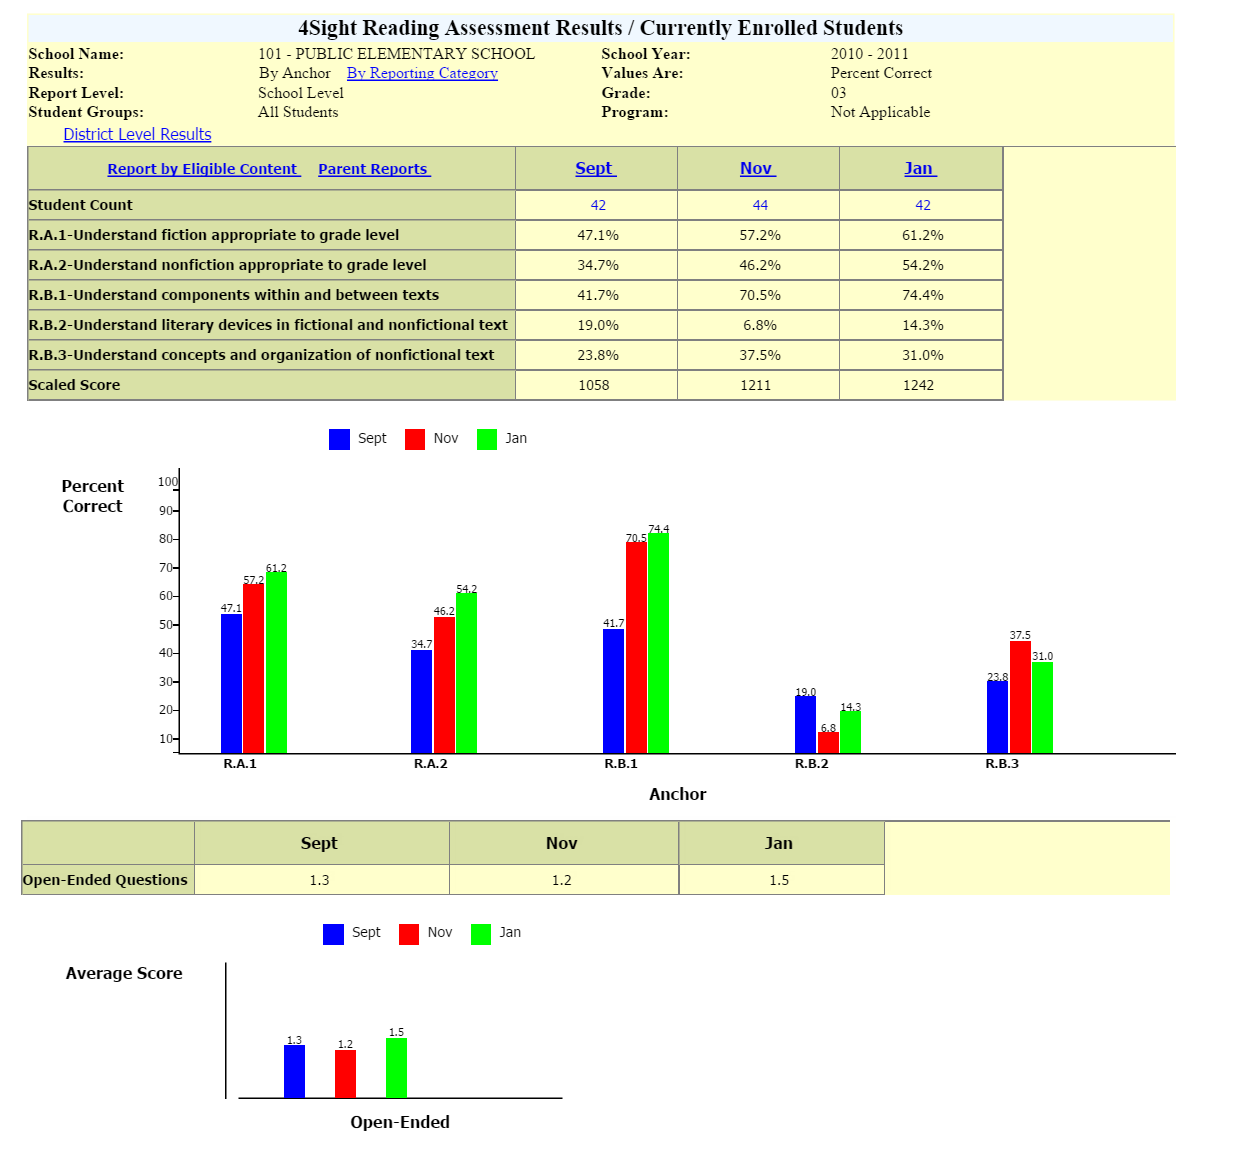 4Sight Reading Assessment Results / Currently Enrolled Students
School Name: 101 - PUBLIC ELEMENTARY SCHOOL School Year: 2010 - 2011
Results: By Anchor By Reporting Category Values Are: Percent Correct
Report Level: School Level Grade: 03
Student Groups: All Students Program: Not Applicable
District Level Results
Report by Eligible Content Parent Reports Sept Nov Jan
Student Count 42 44 42
R.A.1-Understand fiction appropriate to grade level 47.1% 57.2% 61.2%
R.A.2-Understand nonfiction appropriate to grade level 34.7% 46.2% 54.2%
R.B.1-Understand components within and between texts 41.7% 70.5% 74.4%
R.B.2-Understand literary devices in fictional and nonfictional text 19.0% 6.8% 14.3%
R.B.3-Understand concepts and organization of nonfictional text 23.8% 37.5% 31.0%
Scaled Score 1058 1211 1242
Sept Nov Jan
Percent
Correct
100
90
80
70
60
50
40
30
20
10
47.1 57.2 61.2
34.7 46.2 54.2
41.7 70.5 74.4
19.0 6.8 14.3
23.8 37.5 31.0
R.A.1 R.A.2 R.B.1 R.B.2 R.B.3
Anchor
Sept Nov Jan
Open-Ended Questions 1.3 1.2 1.5
Sept Nov Jan
Average Score
1.3 1.2 1.5
Open-Ended